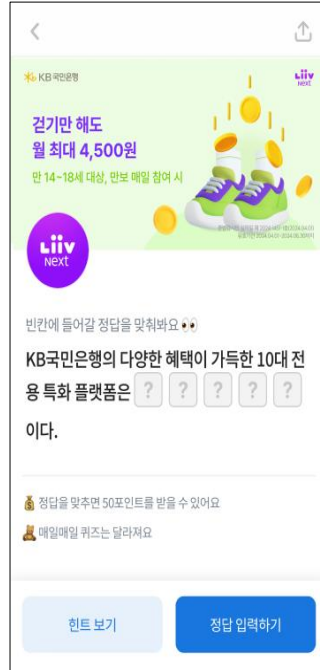 KB 국민은행
Liiv
Next
걷기만 해도
월 최대 4,500원
만 14~18세 대상, 만보 매일 참여 시
Liiv
Next
빈칸에 들어갈 정답을 맞춰봐요 👀
KB국민은행의 다양한 혜택이 가득한 10대 전
용 특화 플랫폼은 ? ? ? ? ?
이다.
💰 정답을 맞추면 50포인트를 받을 수 있어요
🧸 매일매일 퀴즈는 달라져요
힌트 보기
정답 입력하기